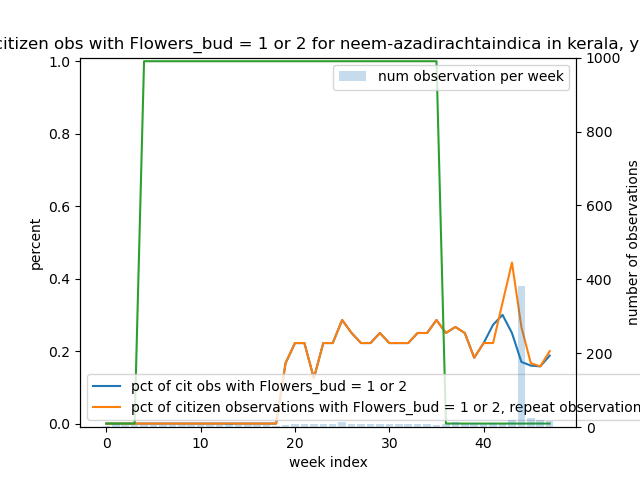 citizen obs with Flowers_bud = 1 or 2 for neem-azadirachtaindica in kerala, y
num observation per week
percent
number of observations
1.0
0.8
0.6
0.4
0.2
0.0
1000
800
600
400
200
0
pct of cit obs with Flowers_bud = 1 or 2
pct of citizen observations with Flowers_bud = 1 or 2, repeat observation
0 10 20 30 40
week index